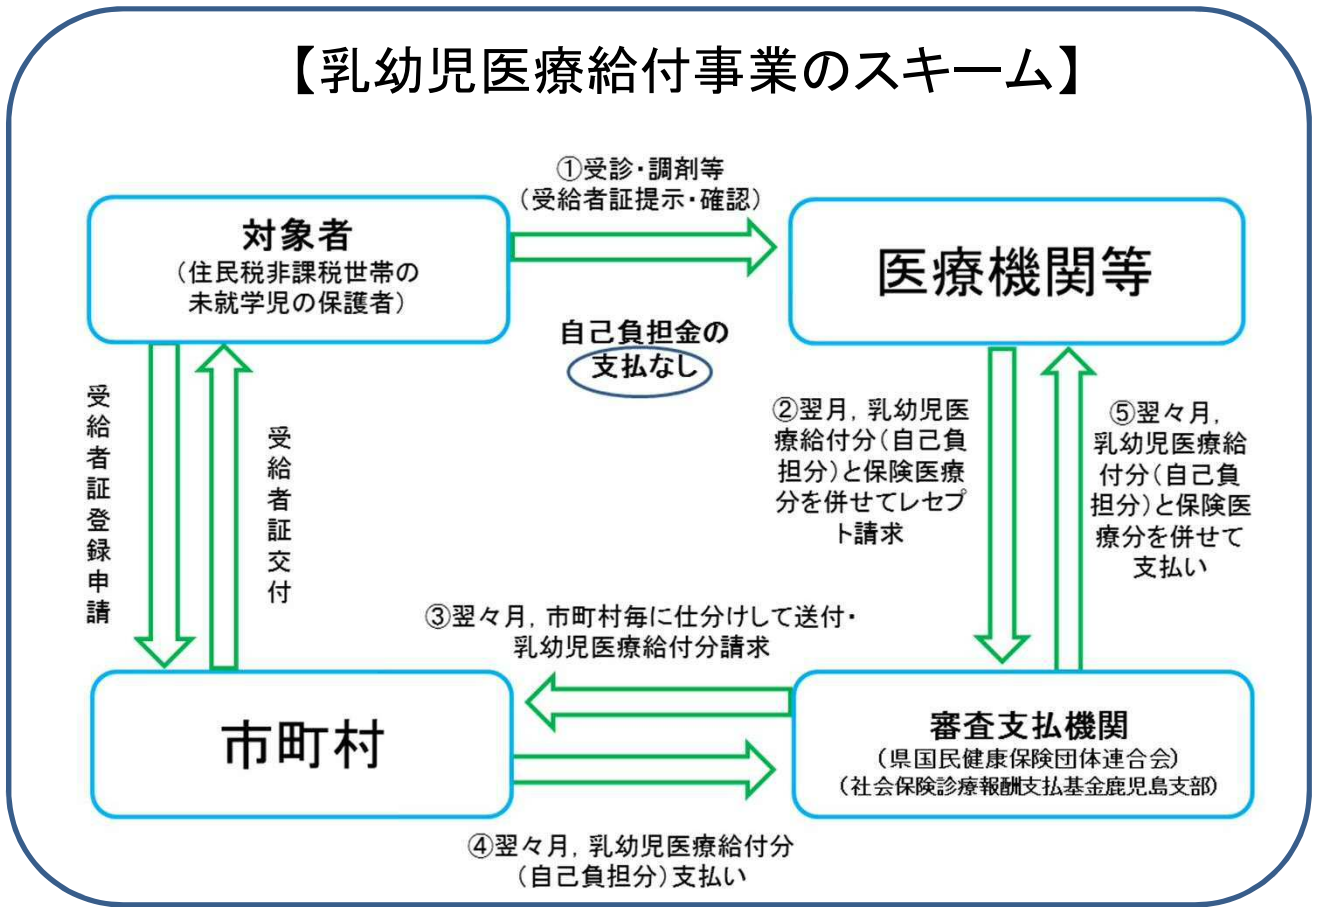 【乳幼児医療給付事業のスキーム】
①受診・調剤等
（受給者証提示・確認）
対象者
（住民税非課税世帯の
未就学児の保護者）
医療機関等
自己負担金の
支払なし
受給者証登録申請
受給者証交付
②翌月，乳幼児医
療給付分（自己負
担分）と保険医療
分を併せてレセプ
ト請求
⑤翌々月，
乳幼児医療給
付分（自己負
担分）と保険医
療分を併せて
支払い
③翌々月，市町村毎に仕分けして送付・
乳幼児医療給付分請求
市町村
審査支払機関
（県国民健康保険団体連合会）
（社会保険診療報酬支払基金鹿児島支部）
④翌々月，乳幼児医療給付分
（自己負担分）支払い